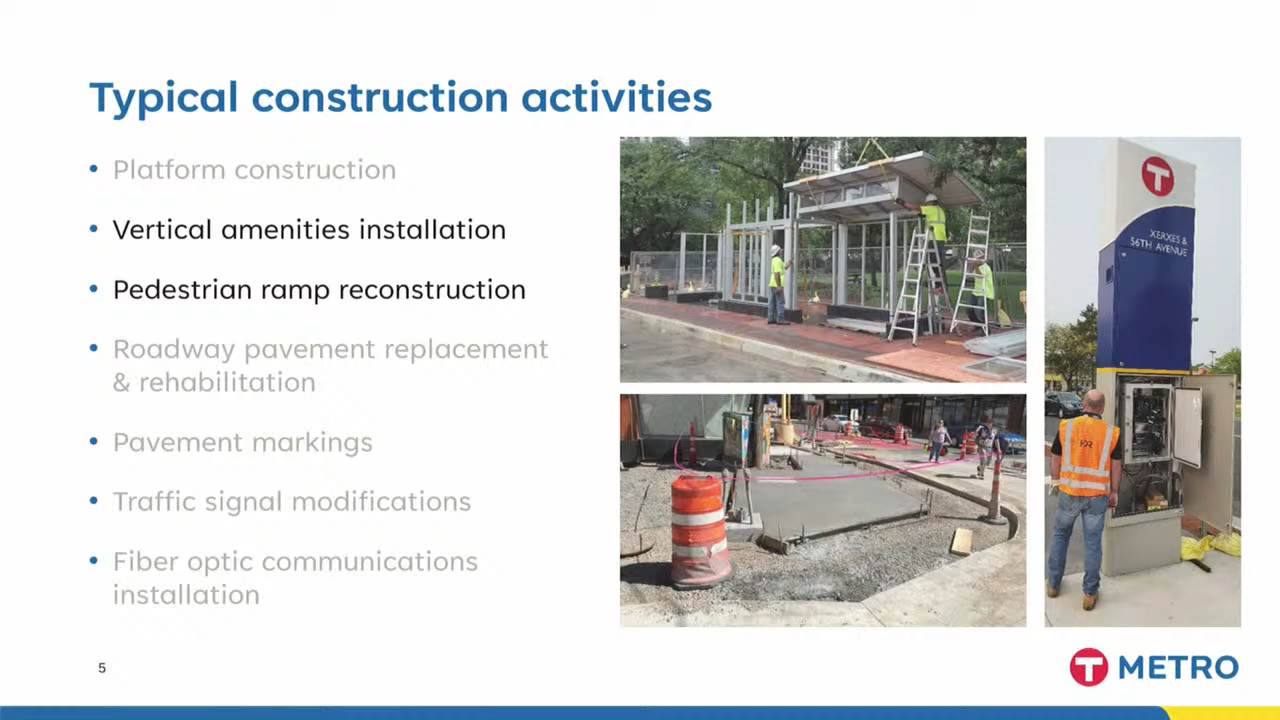 Typical construction activities
• Platform construction
• Vertical amenities installation
• Pedestrian ramp reconstruction
• Roadway pavement replacement
& rehabilitation
• Pavement markings
• Traffic signal modifications
• Fiber optic communications
installation
T
XERXES &
56TH AVENUE
HDR
5
T METRO